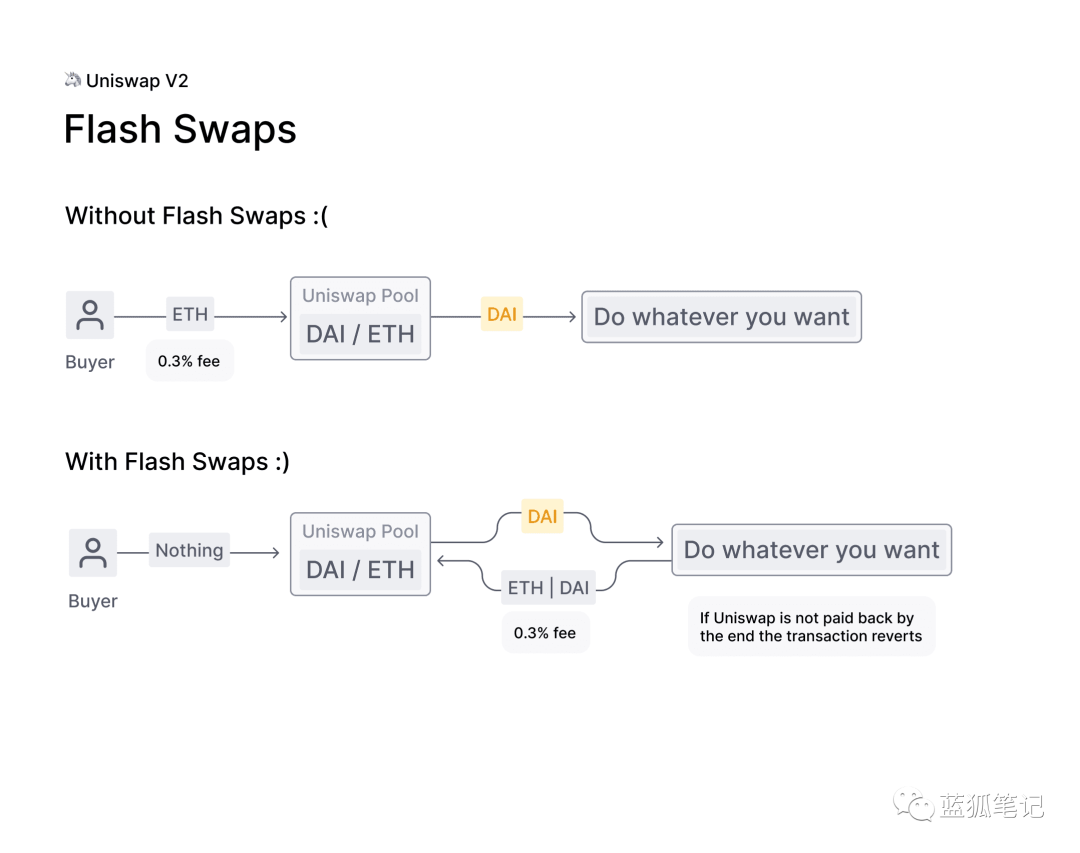 Uniswap V2
Flash Swaps
Without Flash Swaps :(
Buyer
ETH
0.3% fee
Uniswap Pool
DAI / ETH
DAI
Do whatever you want
With Flash Swaps :)
Buyer
Nothing
Uniswap Pool
DAI / ETH
DAI
ETH | DAI
0.3% fee
Do whatever you want
If Uniswap is not paid back by
the end the transaction reverts
蓝狐笔记